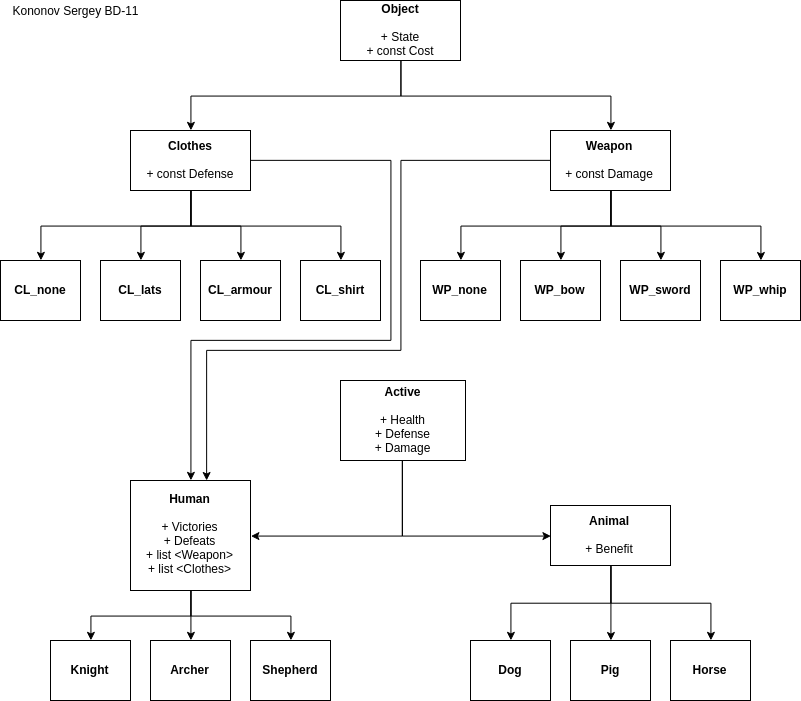 Kononov Sergey BD-11
Object
+ State
+ const Cost
Clothes
+ const Defense
Weapon
+ const Damage
CL_none
CL_lats
CL_armour
CL_shirt
WP_none
WP_bow
WP_sword
WP_whip
Active
+ Health
+ Defense
+ Damage
Human
+ Victories
+ Defeats
+ list <Weapon>
+ list <Clothes>
Animal
+ Benefit
Knight
Archer
Shepherd
Dog
Pig
Horse